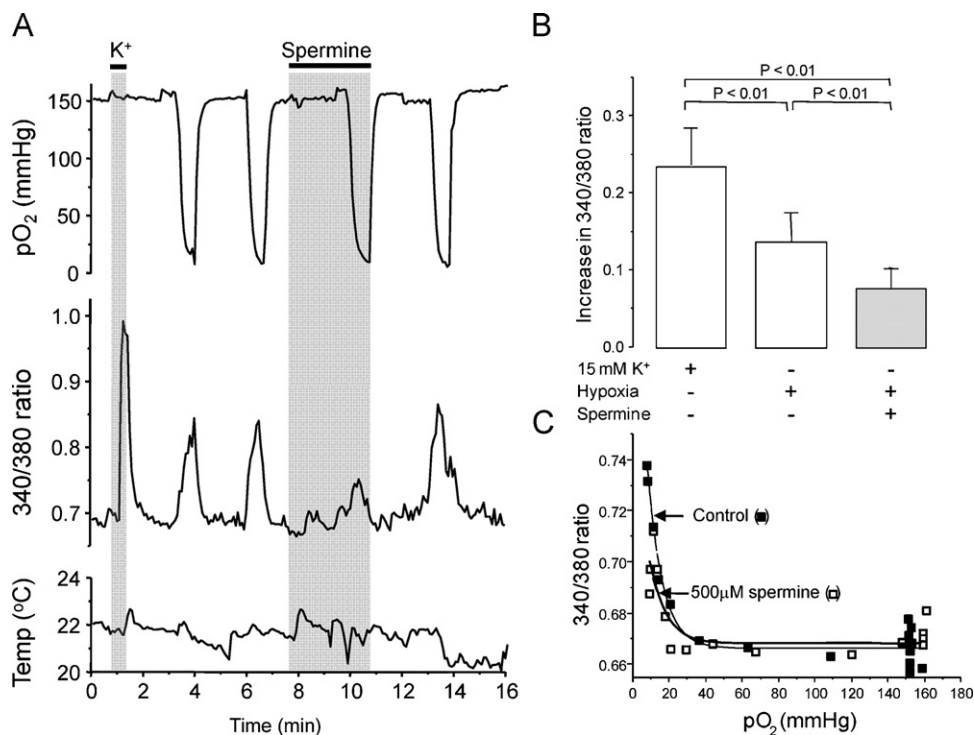 A
K+
Spermine
pO2 (mmHg)
150
100
50
0
340/380 ratio
1.0
0.9
0.8
0.7
Temp (oC)
24
22
20
0 2 4 6 8 10 12 14 16
Time (min)
B
P < 0.01
P < 0.01 P < 0.01
Increase in 340/380 ratio
0.3
0.2
0.1
0.0
15 mM K+ + - -
Hypoxia - + +
Spermine - - +
C
340/380 ratio
0.74
0.72
0.70
0.68
0.66
Control (■)
500µM spermine (□)
0 20 40 60 80 100 120 140 160 180
pO2 (mmHg)